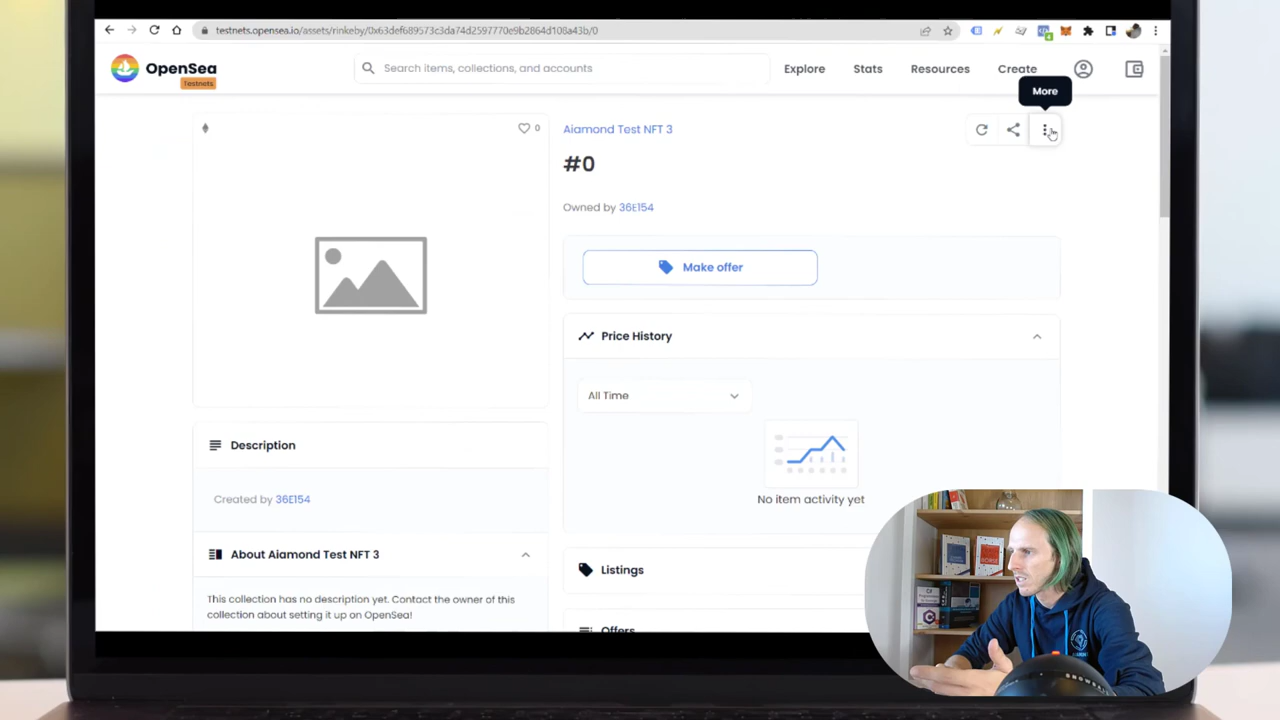 testnets.opensea.io/assets/rinkeby/0x63def689573c3da74d2597770e9b2864d108a43b/0
OpenSea
Testnets
Search items, collections, and accounts
Explore
Stats
Resources
Create
More
0
Aiamond Test NFT 3
#0
Owned by 36E154
Make offer
Price History
All Time
No item activity yet
Description
Created by 36E154
About Aiamond Test NFT 3
This collection has no description yet. Contact the owner of this
collection about setting it up on OpenSea!
Listings
Offers